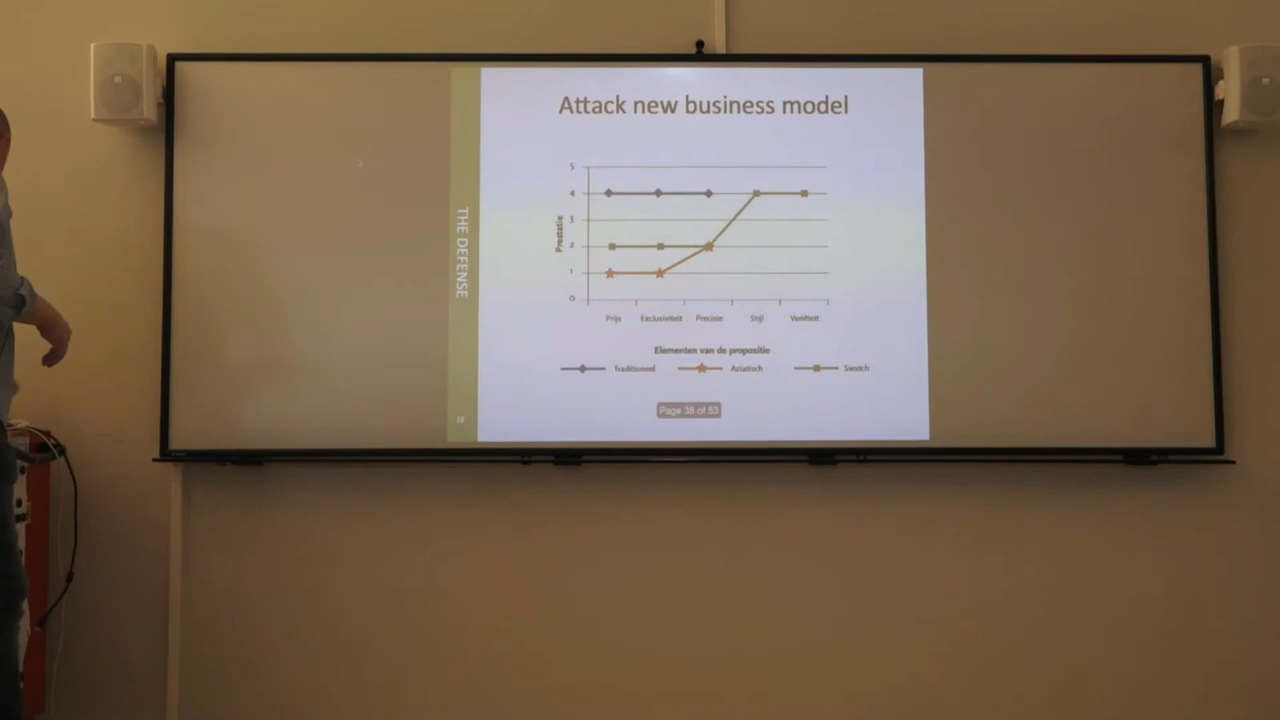 Attack new business model
THE DEFENSE
5
4
3
2
1
0
Prestatie
Prijs Exclusiviteit Precisie Stijl Variëteit
Elementen van de propositie
Traditioneel Aziatisch Swatch
Page 38 of 53